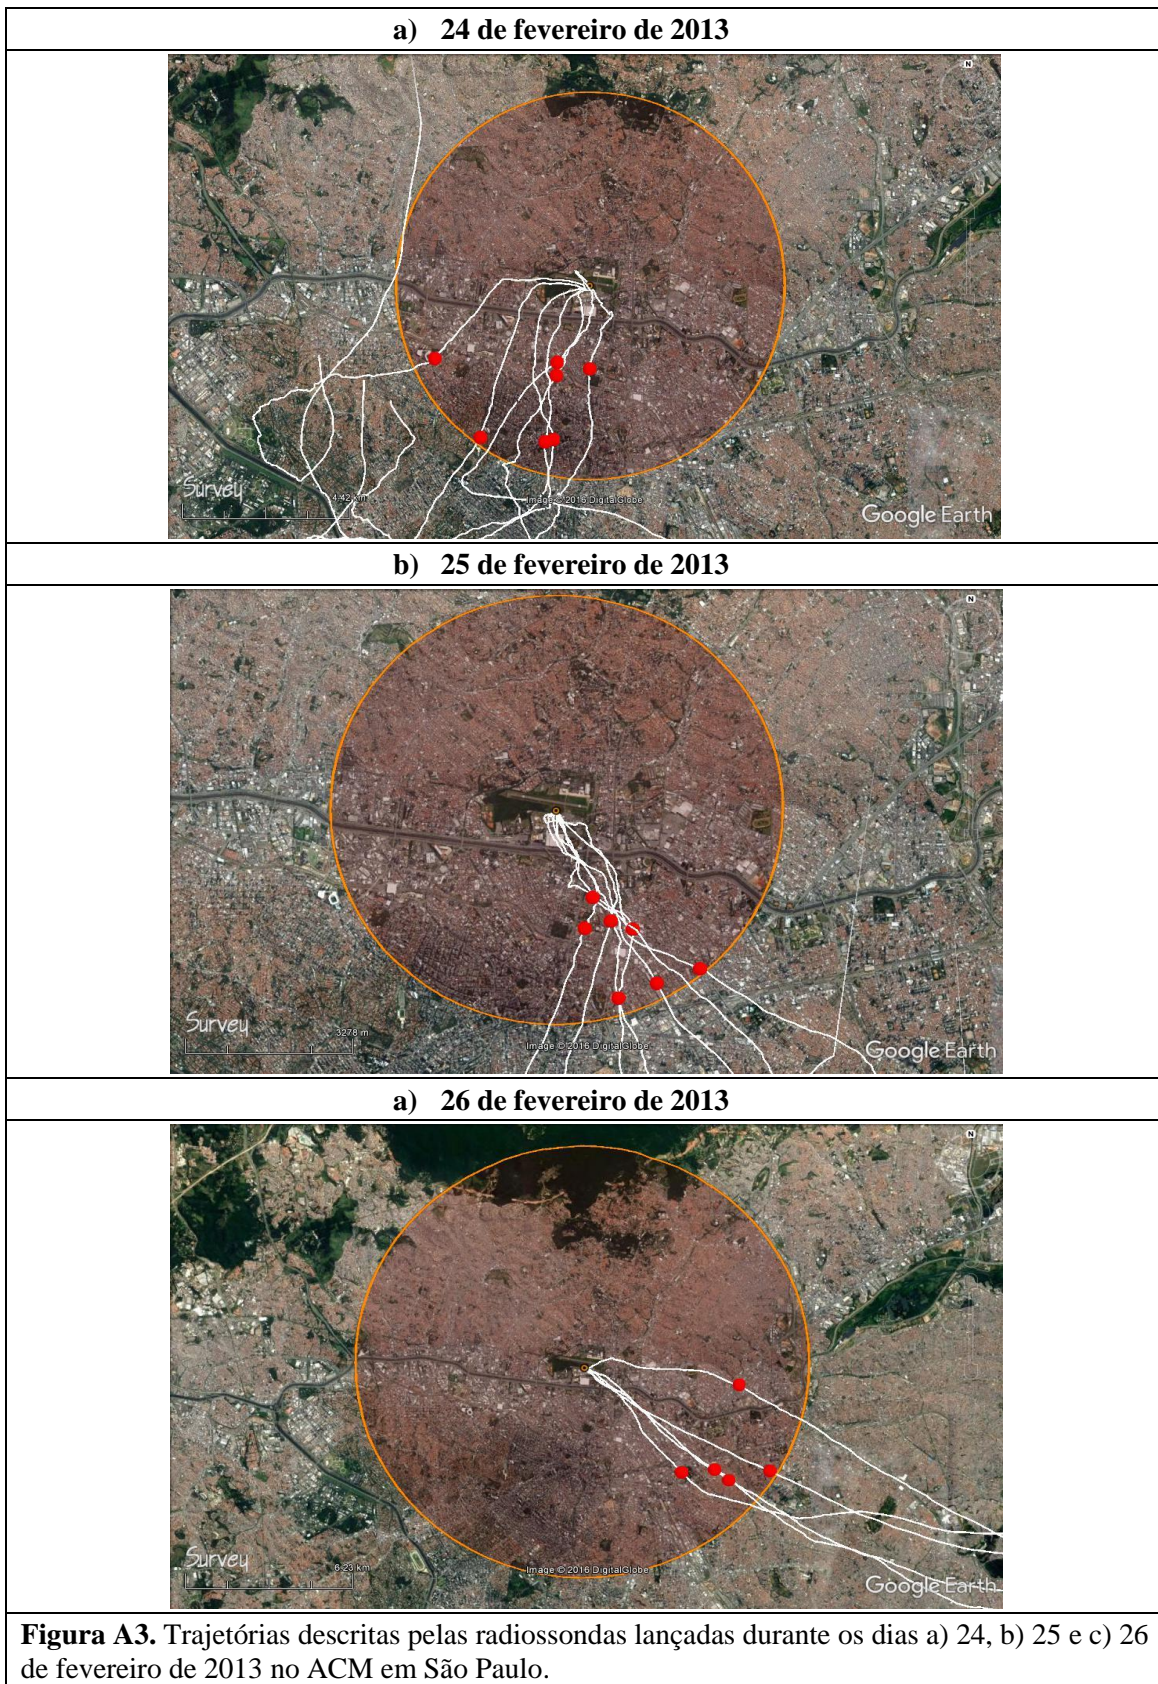 a) 24 de fevereiro de 2013
N
Survey
4.42 km
Image © 2016 DigitalGlobe
Google Earth
b) 25 de fevereiro de 2013
N
Survey
3278 m
Image © 2016 DigitalGlobe
Google Earth
a) 26 de fevereiro de 2013
N
Survey
6.23 km
Image © 2016 DigitalGlobe
Google Earth
Figura A3. Trajetórias descritas pelas radiossondas lançadas durante os dias a) 24, b) 25 e c) 26
de fevereiro de 2013 no ACM em São Paulo.